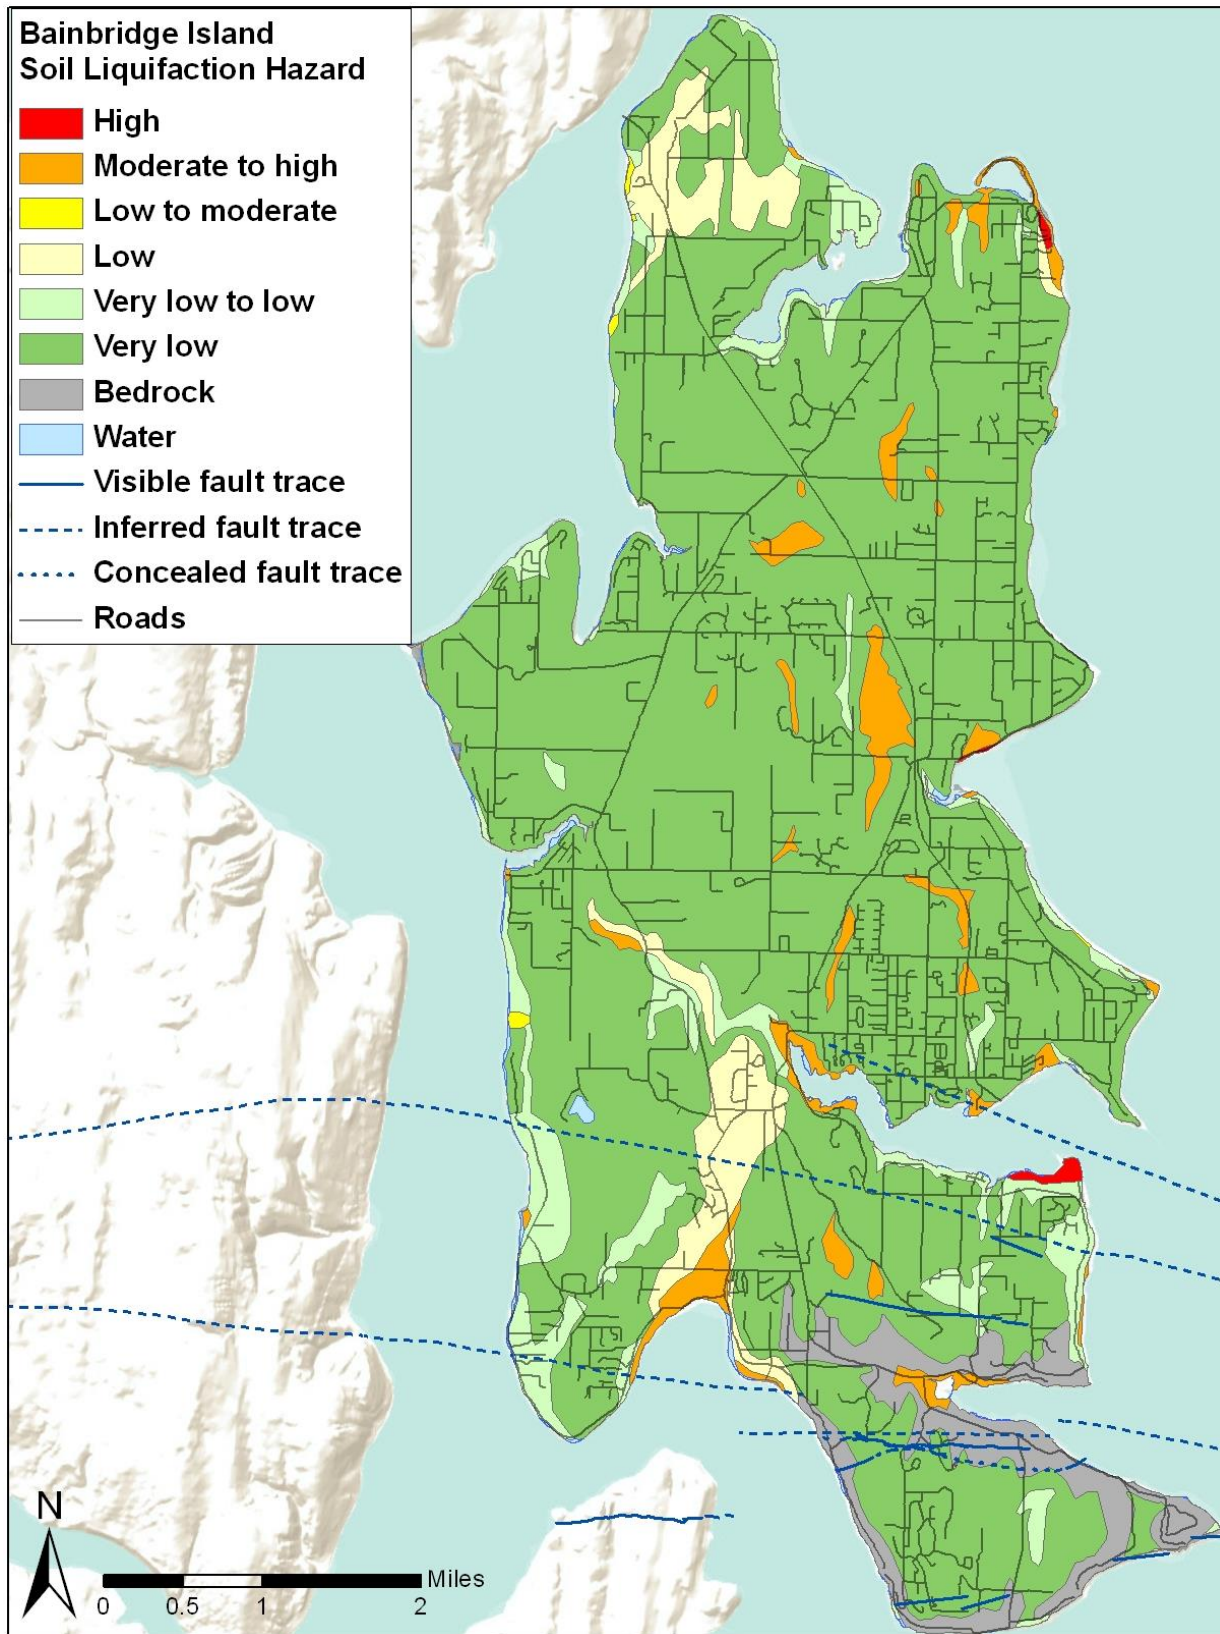 Bainbridge Island
Soil Liquifaction Hazard
High
Moderate to high
Low to moderate
Low
Very low to low
Very low
Bedrock
Water
Visible fault trace
Inferred fault trace
Concealed fault trace
Roads
N
Miles
0 0.5 1 2